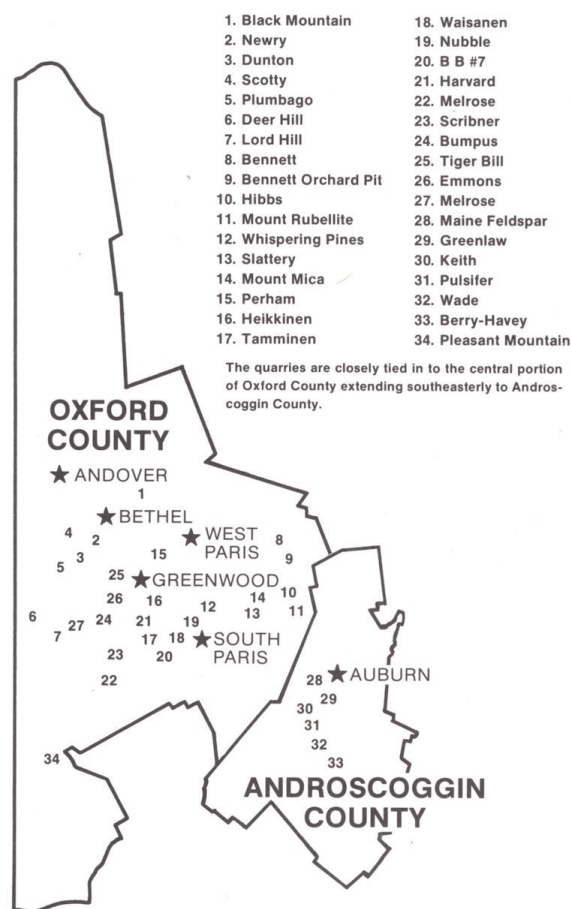 1. Black Mountain
2. Newry
3. Dunton
4. Scotty
5. Plumbago
6. Deer Hill
7. Lord Hill
8. Bennett
9. Bennett Orchard Pit
10. Hibbs
11. Mount Rubellite
12. Whispering Pines
13. Slattery
14. Mount Mica
15. Perham
16. Heikkinen
17. Tamminen
18. Waisanen
19. Nubble
20. B B #7
21. Harvard
22. Melrose
23. Scribner
24. Bumpus
25. Tiger Bill
26. Emmons
27. Melrose
28. Maine Feldspar
29. Greenlaw
30. Keith
31. Pulsifer
32. Wade
33. Berry-Havey
34. Pleasant Mountain
The quarries are closely tied in to the central portion
of Oxford County extending southeasterly to Andros-
coggin County.
OXFORD
COUNTY
ANDOVER
1
BETHEL
4
2
WEST
PARIS
8
3
15
9
5
25
GREENWOOD
26
16
14
10
12
13
11
6
27
24
21
19
7
17
18
SOUTH
PARIS
23
20
22
28
AUBURN
29
30
31
32
33
34
ANDROSCOGGIN
COUNTY